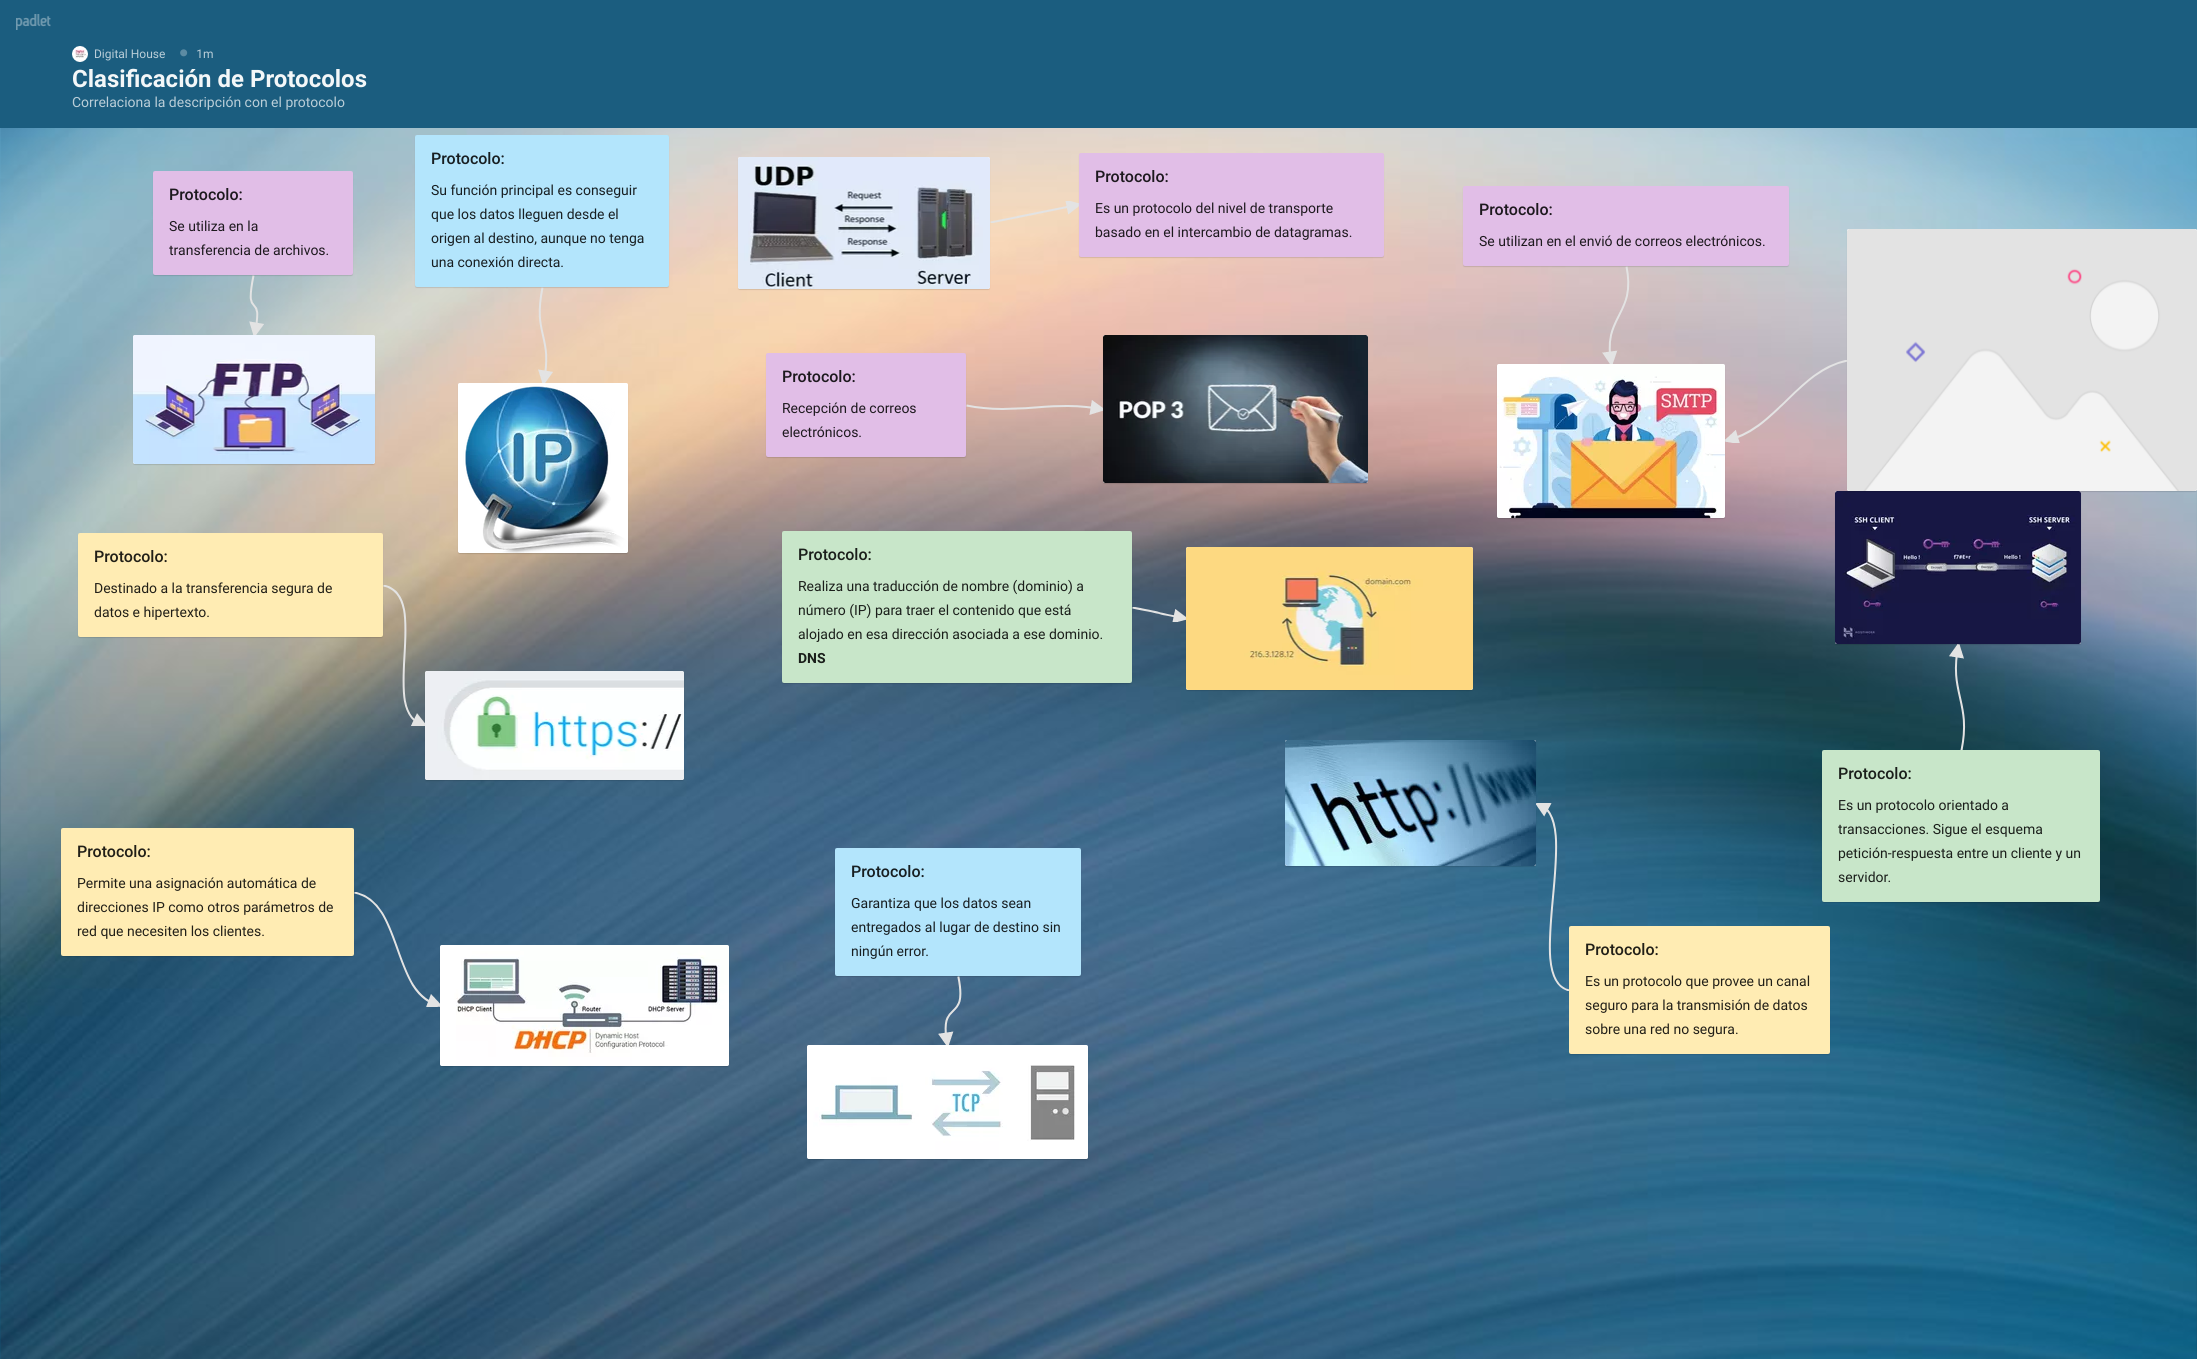 padlet
Digital House
1m
Clasificación de Protocolos
Correlaciona la descripción con el protocolo
Protocolo:
Se utiliza en la
transferencia de archivos.
FTP
Protocolo:
Su función principal es conseguir
que los datos lleguen desde el
origen al destino, aunque no tenga
una conexión directa.
IP
UDP
Request
Response
Response
Client
Server
Protocolo:
Es un protocolo del nivel de transporte
basado en el intercambio de datagramas.
Protocolo:
Se utilizan en el envió de correos electrónicos.
SMTP
Protocolo:
Recepción de correos
electrónicos.
POP 3
SSH CLIENT
SSH SERVER
Hello !
f7#E+r
Hello !
Protocolo:
Destinado a la transferencia segura de
datos e hipertexto.
https://
Protocolo:
Realiza una traducción de nombre (dominio) a
número (IP) para traer el contenido que está
alojado en esa dirección asociada a ese dominio.
DNS
domain.com
216.3.128.12
http://www
Protocolo:
Es un protocolo orientado a
transacciones. Sigue el esquema
petición-respuesta entre un cliente y un
servidor.
Protocolo:
Permite una asignación automática de
direcciones IP como otros parámetros de
red que necesiten los clientes.
DHCP Client
Router
DHCP Server
DHCP
Dynamic Host
Configuration Protocol
Protocolo:
Garantiza que los datos sean
entregados al lugar de destino sin
ningún error.
TCP
Protocolo:
Es un protocolo que provee un canal
seguro para la transmisión de datos
sobre una red no segura.